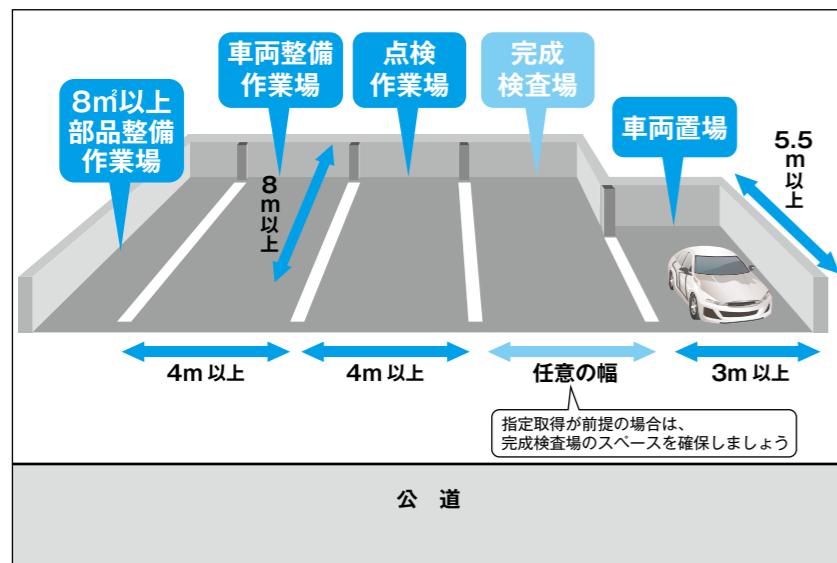 8㎡以上
部品整備
作業場
車両整備
作業場
点検
作業場
完成
検査場
車両置場
5.5m以上
8m以上
4m 以上
4m 以上
任意の幅
3m 以上
指定取得が前提の場合は、
完成検査場のスペースを確保しましょう
公 道